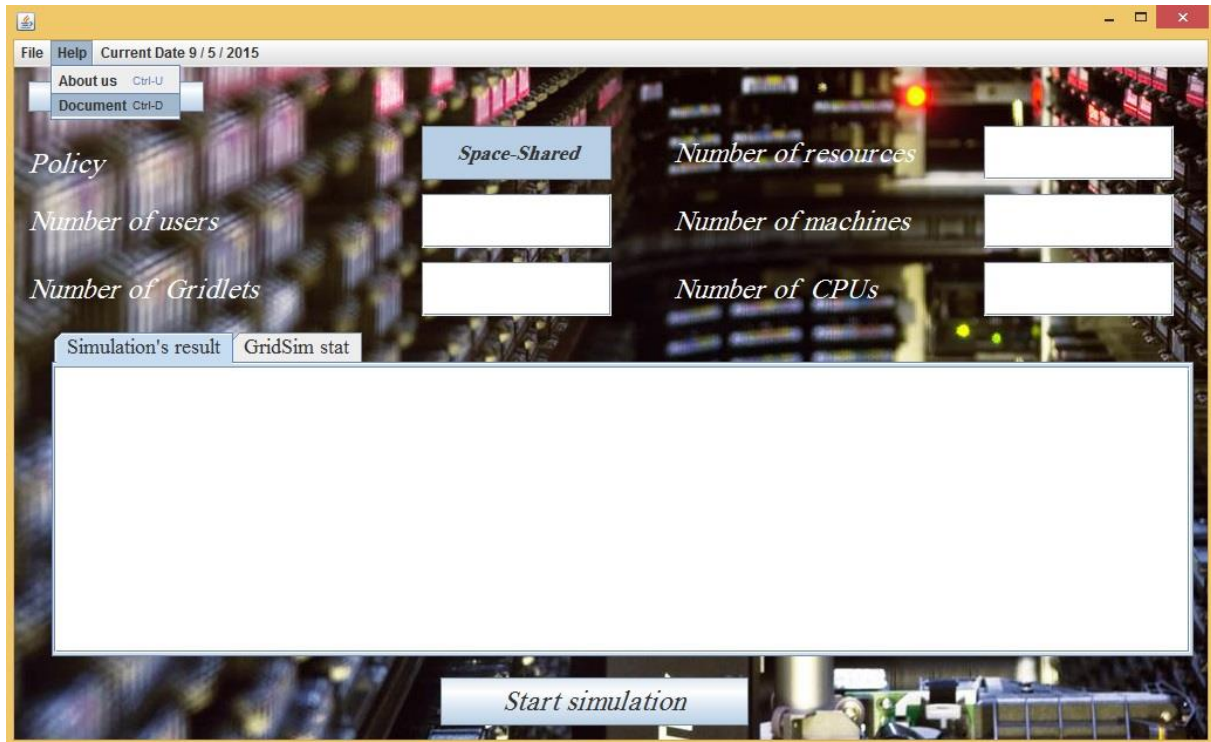 File Help Current Date 9 / 5 / 2015
About us Ctrl-U
Document Ctrl-D
Policy Space-Shared Number of resources
Number of users Number of machines
Number of Gridlets Number of CPUs
Simulation's result GridSim stat
Start simulation